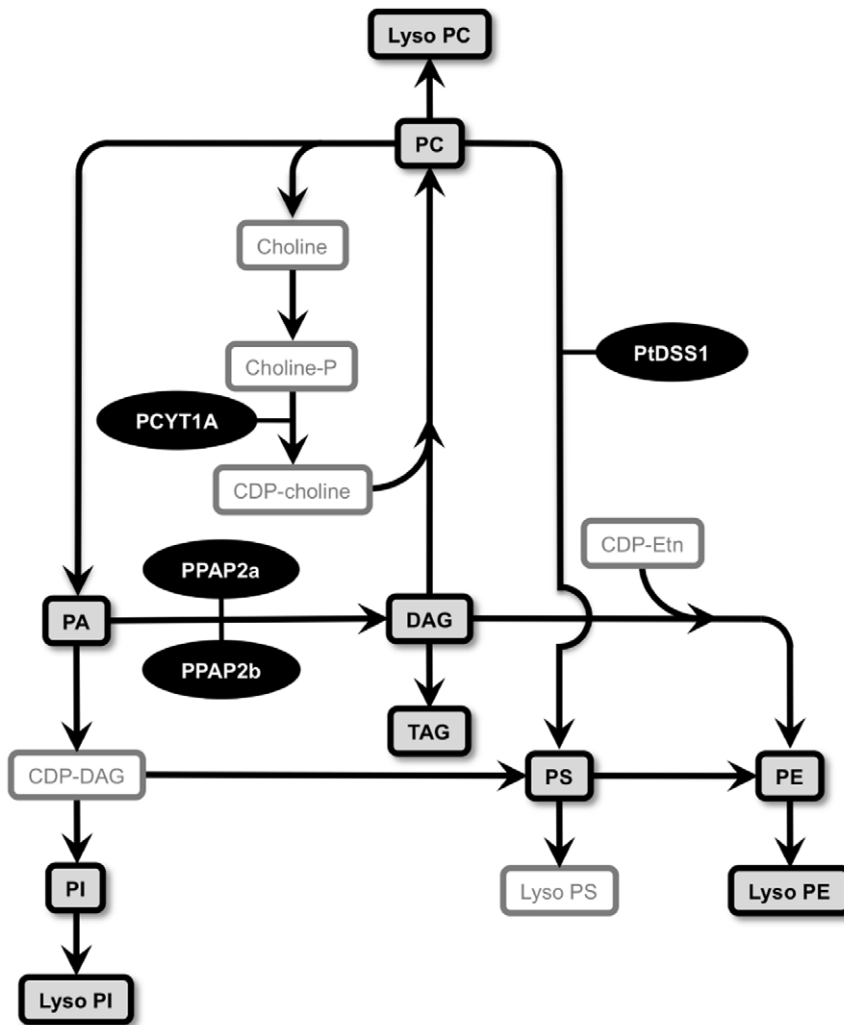 Lyso PC
PC
Choline
Choline-P
PtDSS1
PCYT1A
CDP-choline
CDP-Etn
PPAP2a
PA
DAG
PPAP2b
TAG
CDP-DAG
PS
PE
PI
Lyso PS
Lyso PE
Lyso PI